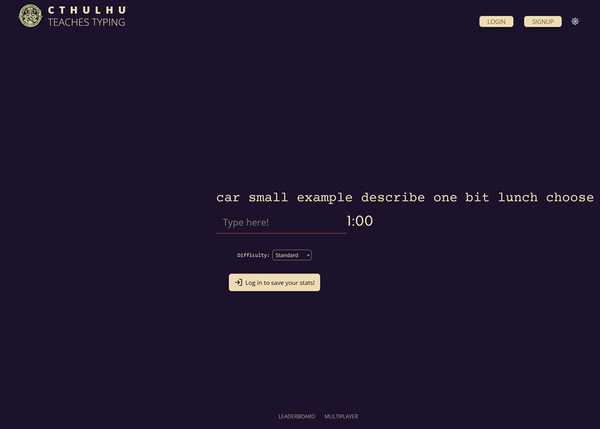 CTHULHU
TEACHES TYPING
LOGIN
SIGNUP
car small example describe one bit lunch choose
Type here!
1:00
Difficulty: Standard
Log in to save your stats!
LEADERBOARD
MULTIPLAYER